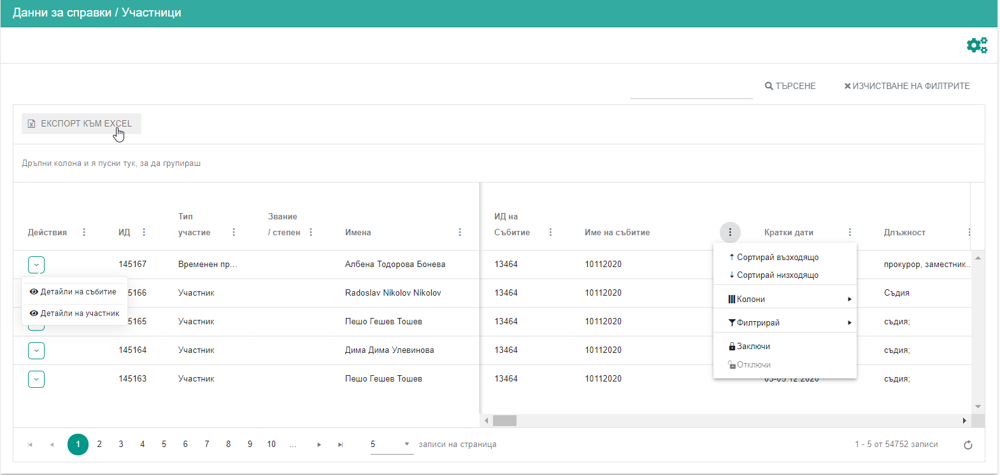 Данни за справки / Участници
ТЪРСЕНЕ
ИЗЧИСТВАНЕ НА ФИЛТРИТЕ
ЕКСПОРТ КЪМ EXCEL
Дръпни колона и я пусни тук, за да групираш
Действия
ИД
Тип
участие
Звание
/ степен
Имена
ИД на
Събитие
Име на събитие
Кратки дати
Длъжност
145167 Временен пр... Албена Тодорова Бонева 13464 10112020 прокурор, заместник...
5166 Участник Radoslav Nikolov Nikolov 13464 10112020 Съдия
5165 Участник Пешо Гешев Тошев 13464 10112020 съдия;
145164 Участник Дима Дима Улевинова 13464 10112020 съдия;
145163 Участник Пешо Гешев Тошев 13464 10112020 03-05.12.2020 съдия;
Детайли на събитие
Детайли на участник
Сортирай възходящо
Сортирай низходящо
Колони
Филтрирай
Заключи
Отключи
1 2 3 4 5 6 7 8 9 10 ... 5 записи на страница 1 - 5 от 54752 записи